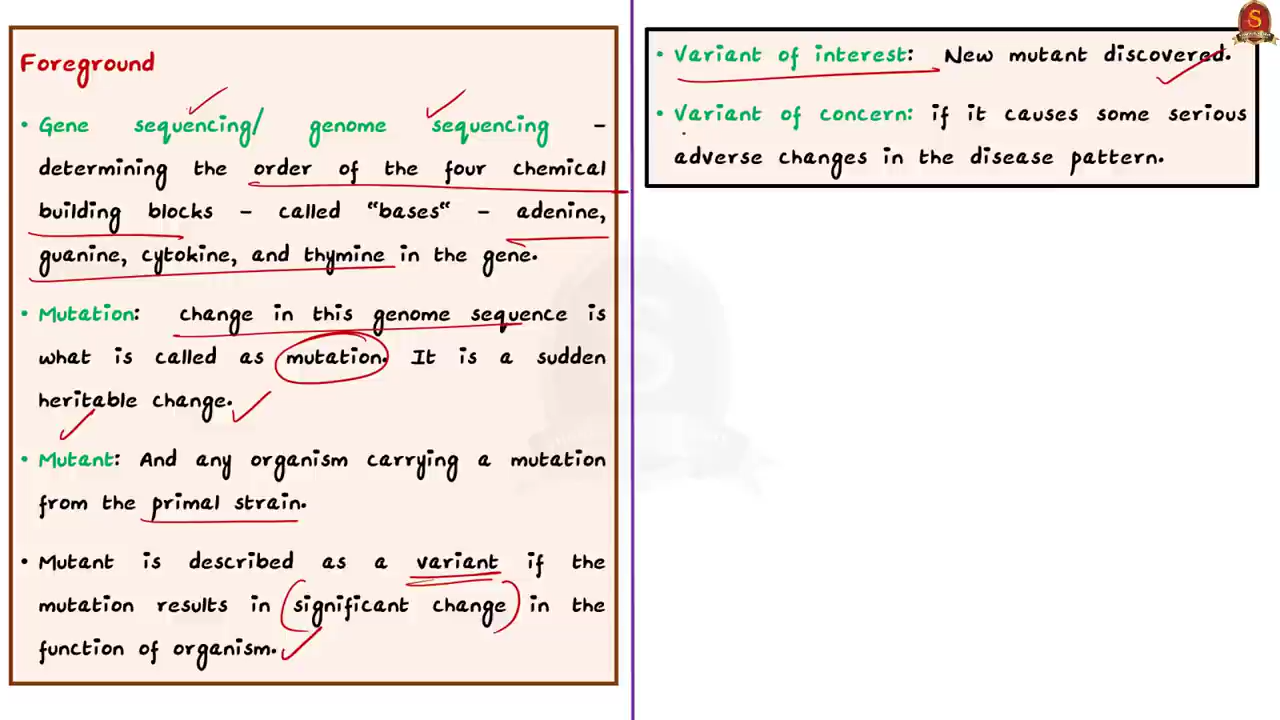 Foreground
• Gene sequencing/ genome sequencing –
determining the order of the four chemical
building blocks – called “bases“ – adenine,
guanine, cytokine, and thymine in the gene.
• Mutation: change in this genome sequence is
what is called as mutation. It is a sudden
heritable change.
• Mutant: And any organism carrying a mutation
from the primal strain.
• Mutant is described as a variant if the
mutation results in significant change in the
function of organism.
• Variant of interest: New mutant discovered.
• Variant of concern: if it causes some serious
adverse changes in the disease pattern.
S